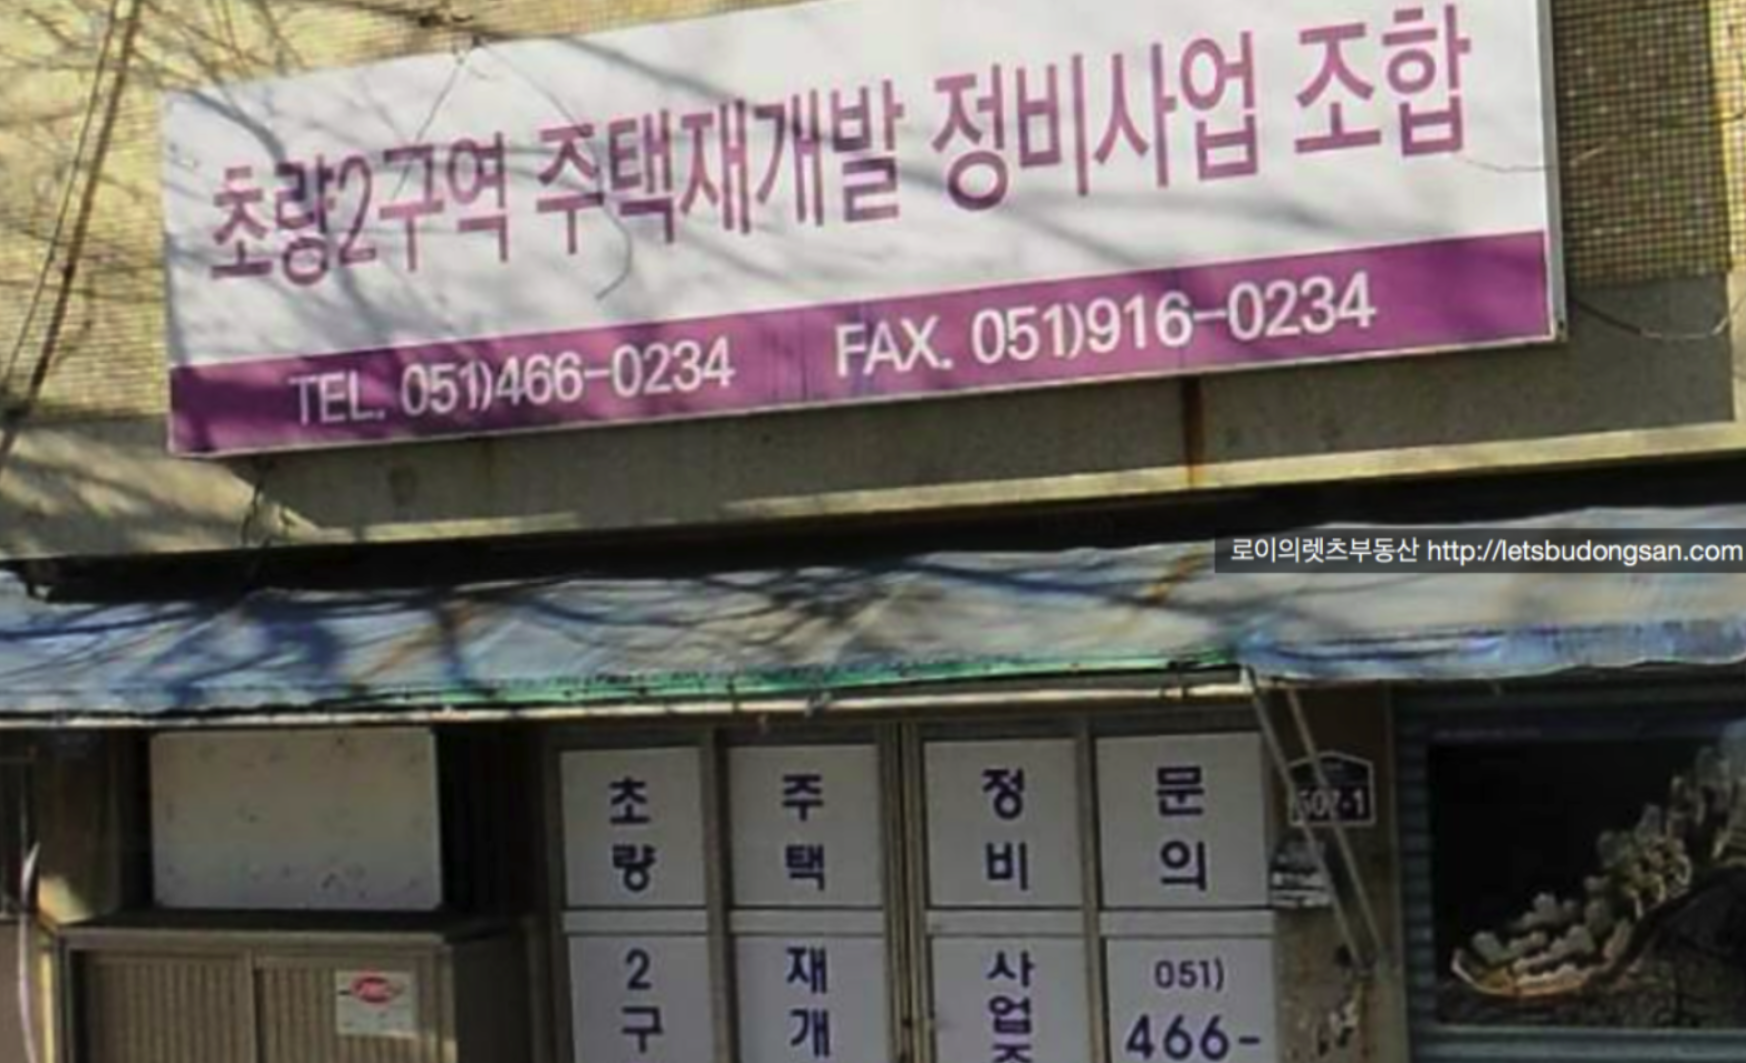 초량2구역 주택재개발 정비사업 조합
TEL. 051)466-0234 FAX. 051)916-0234
로이의렛츠부동산 http://letsbudongsan.com
초 주 정 문
량 택 비 의
2 재 사 051)
구 개 업 466-